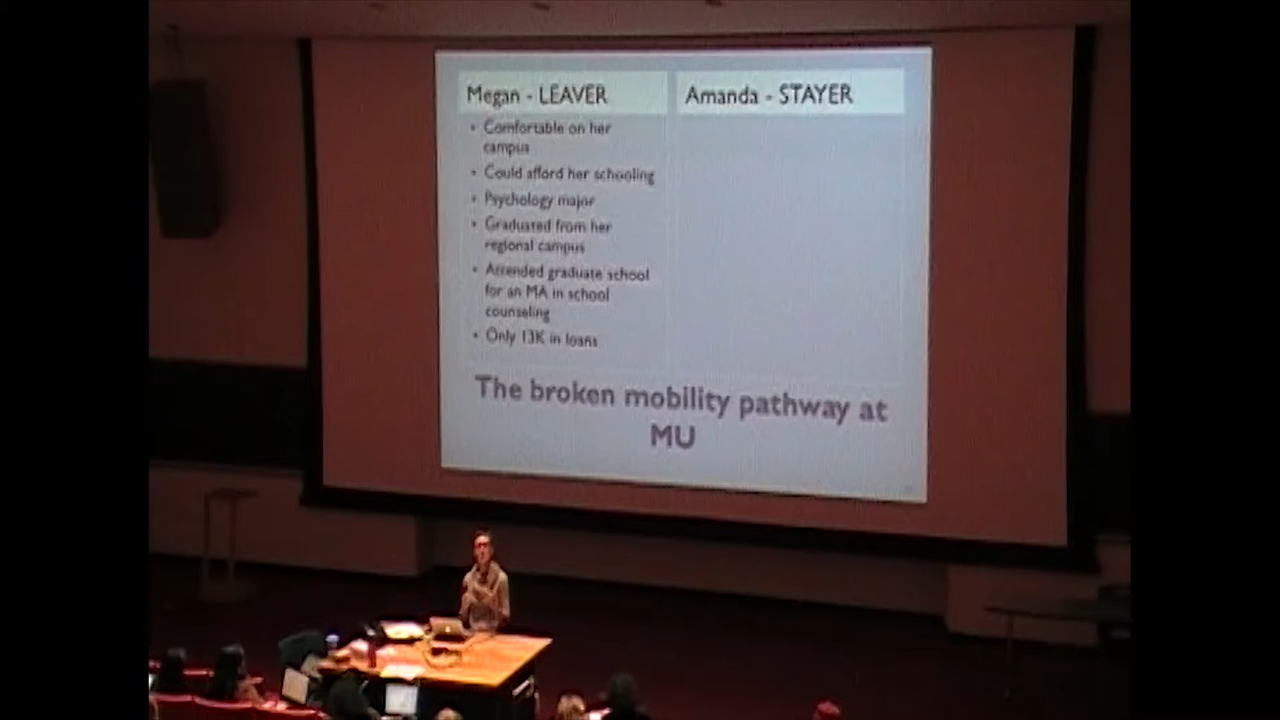 Megan - LEAVER
Amanda - STAYER
• Comfortable on her
campus
• Could afford her schooling
• Psychology major
• Graduated from her
regional campus
• Attended graduate school
for an MA in school
counseling
• Only 13K in loans
The broken mobility pathway at
MU